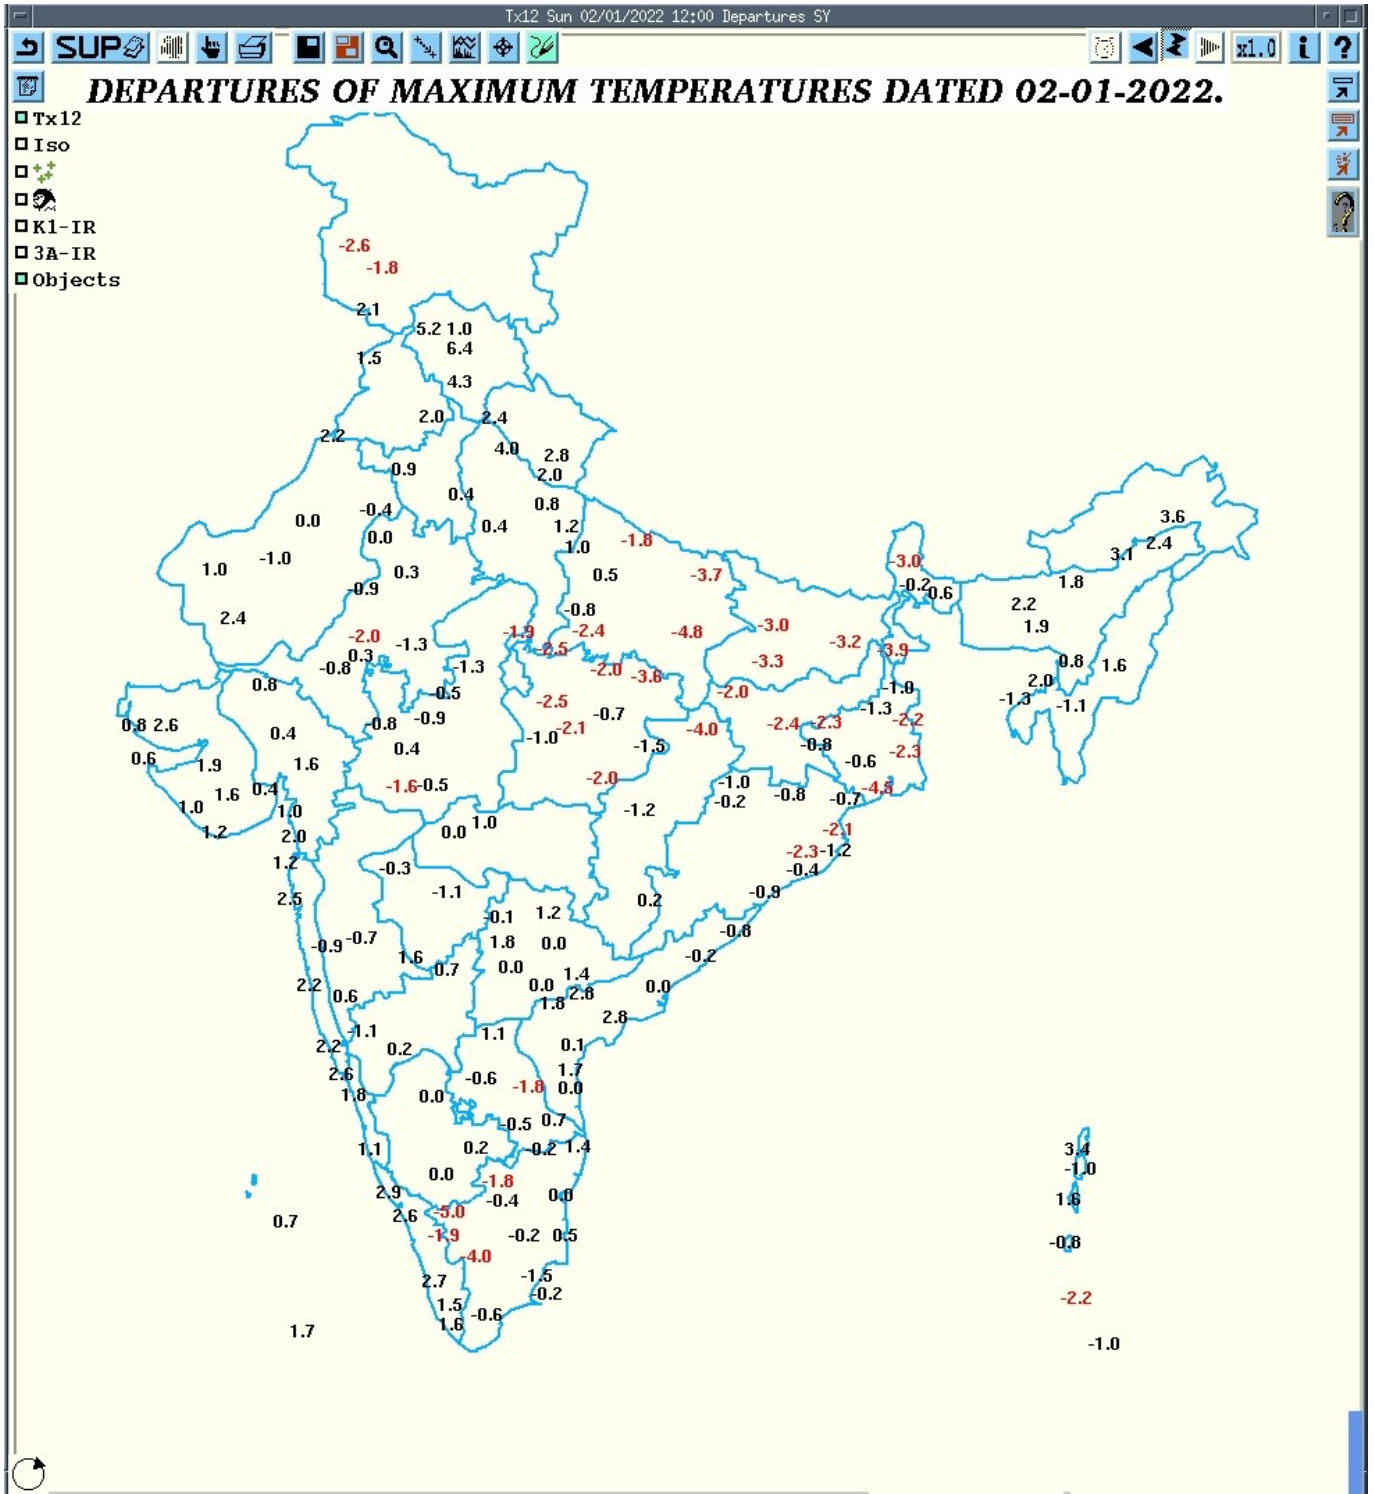 Tx12 Sun 02/01/2022 12:00 Departures SY
SUP x1.0 i ?
DEPARTURES OF MAXIMUM TEMPERATURES DATED 02-01-2022.
Tx12
Iso
K1-IR
3A-IR
Objects
-2.6
-1.8
2.1
5.2 1.0
6.4
1.5
4.3
2.0 2.4
2.2
4.0 2.8
0.9 2.0
0.4 0.8
0.0 -0.4 0.4 1.2 3.6
0.0 1.0 -1.8 3.1 2.4
1.0 -1.0 0.3 0.5 -3.7 -3.0 1.8
-0.9 -0.2 0.6
2.4 -0.8 2.2
-2.0 -1.3 -1.9 -2.4 -4.8 -3.0 1.9
0.3 -2.5 -3.2 -3.9
-0.8 -1.3 -2.0 -3.6 -3.3 0.8 1.6
0.8 -0.5 -2.5 -2.0 -1.0 2.0
-0.8 -0.9 -0.7 -1.3 -1.3 -1.1
0.8 2.6 0.4 -2.1 -4.0 -2.4 -2.3 -2.2
0.4 -1.0 -1.5 -0.8 -2.3
0.6 1.9 1.6 -0.6
1.6 0.4 -1.6 -0.5 -2.0 -1.0 -0.8 -4.5
1.0 1.0 -1.2 -0.2 -0.7
1.2 2.0 0.0 1.0 -2.1
1.2 -0.3 -2.3 -1.2
-0.4
2.5 -1.1 0.2 -0.9
-0.1 1.2
-0.9 -0.7 1.8 0.0 -0.8
1.6 0.7 0.0 1.4 -0.2
2.2 0.6 0.0 2.8 0.0
1.8
-1.1 1.1 2.8
2.2 0.2 0.1
2.6 -0.6 1.7
1.8 0.0 -1.8 0.0
-0.5 0.7
1.1 0.2 -0.2 1.4 3.4
0.0 -1.8 -1.0
2.9 -0.4 0.0 1.6
2.6 -5.0
0.7 -1.9 -0.2 0.5 -0.8
-4.0
2.7 -1.5
1.5 -0.6 -0.2 -2.2
1.7 1.6
-1.0